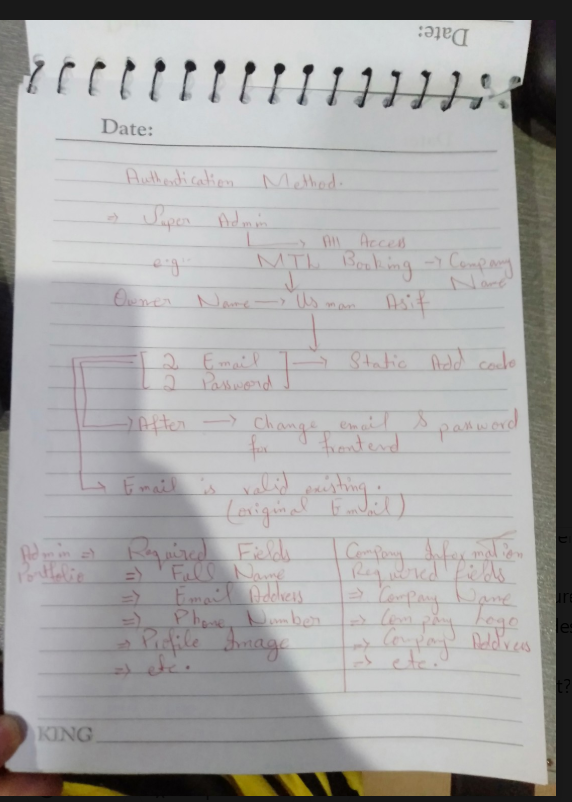 Date:
Date:
Authentication Method.
⇒ Super Admin
→ All Access
e.g:- MTL Booking → Company Name
Owner Name → Usman Asif
[ 2 Email
2 Password ] → Static Add code
→ After → Change email & password
for frontend
→ Email is valid existing.
(original Email)
Admin ⇒ Required Fields
Portfolio ⇒ Full Name
⇒ Email Address
⇒ Phone Number
⇒ Profile Image
⇒ etc.
Company Information
Required fields
⇒ Compay Name
⇒ Compay Logo
⇒ Compay Address
⇒ etc.
KING